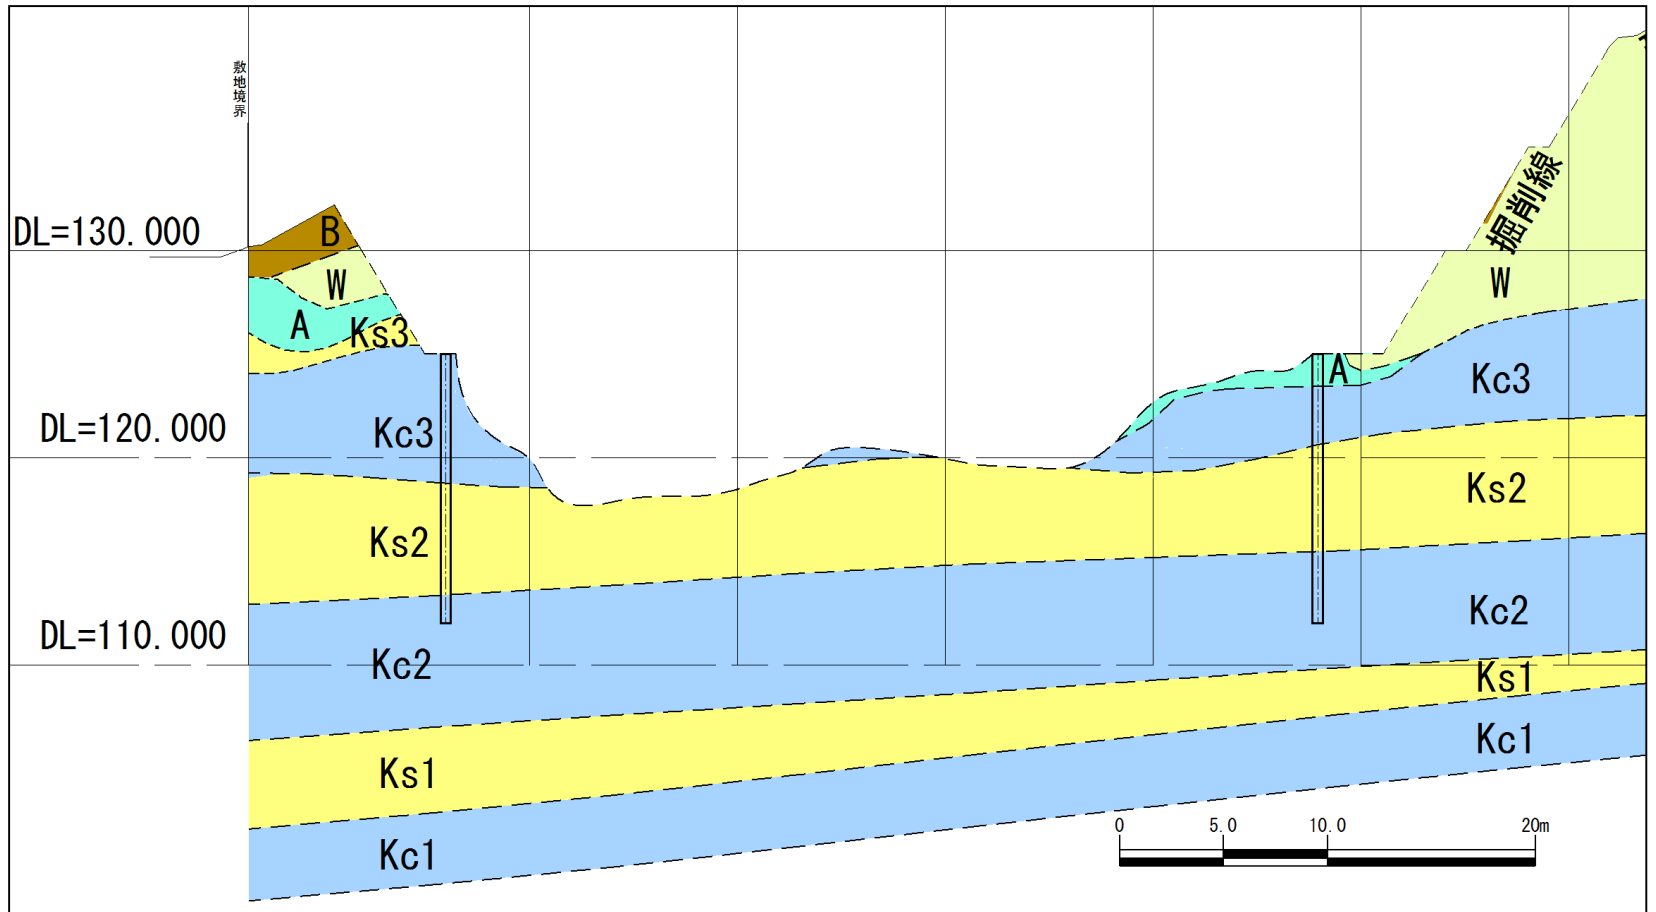 敷地境界
DL=130.000
B
W
A
Ks3
掘削線
W
A
Kc3
DL=120.000
Kc3
Ks2
Ks2
Kc2
DL=110.000
Kc2
Ks1
Kc1
Ks1
Kc1
0 5.0 10.0 20m